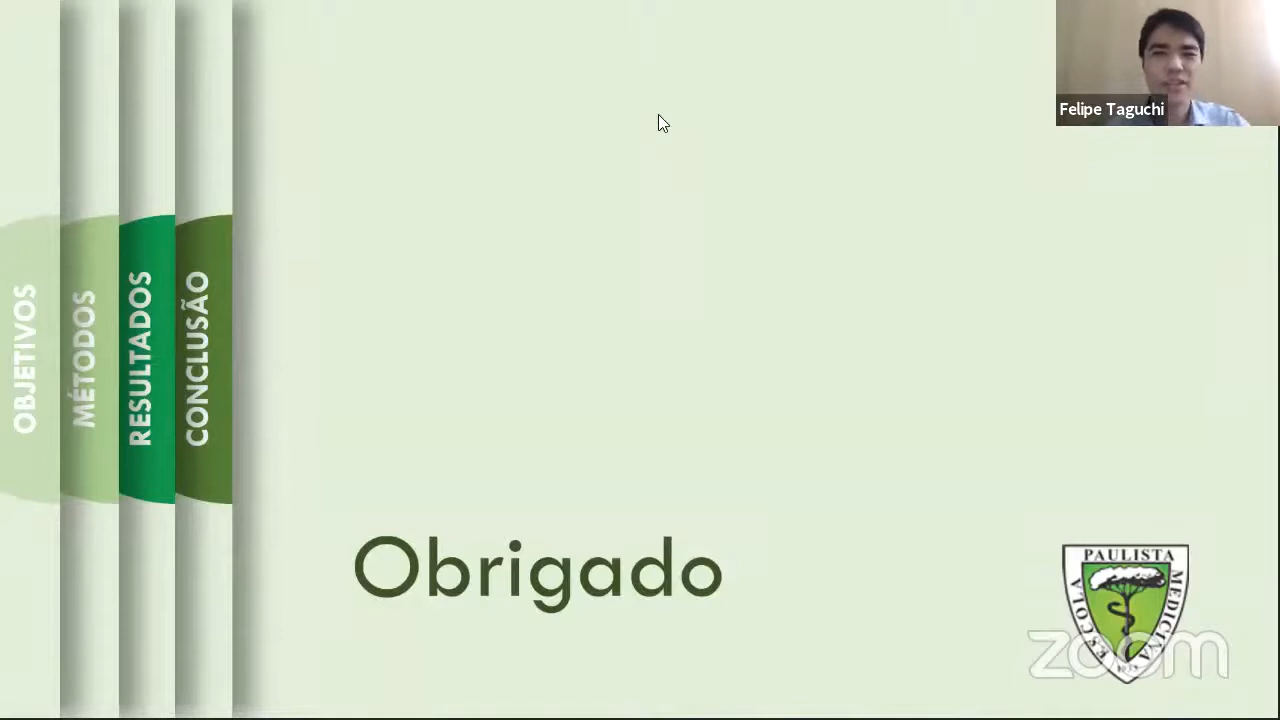 Felipe Taguchi
OBJETIVOS
MÉTODOS
RESULTADOS
CONCLUSÃO
Obrigado
ESCOLA PAULISTA MEDICINA
zoom